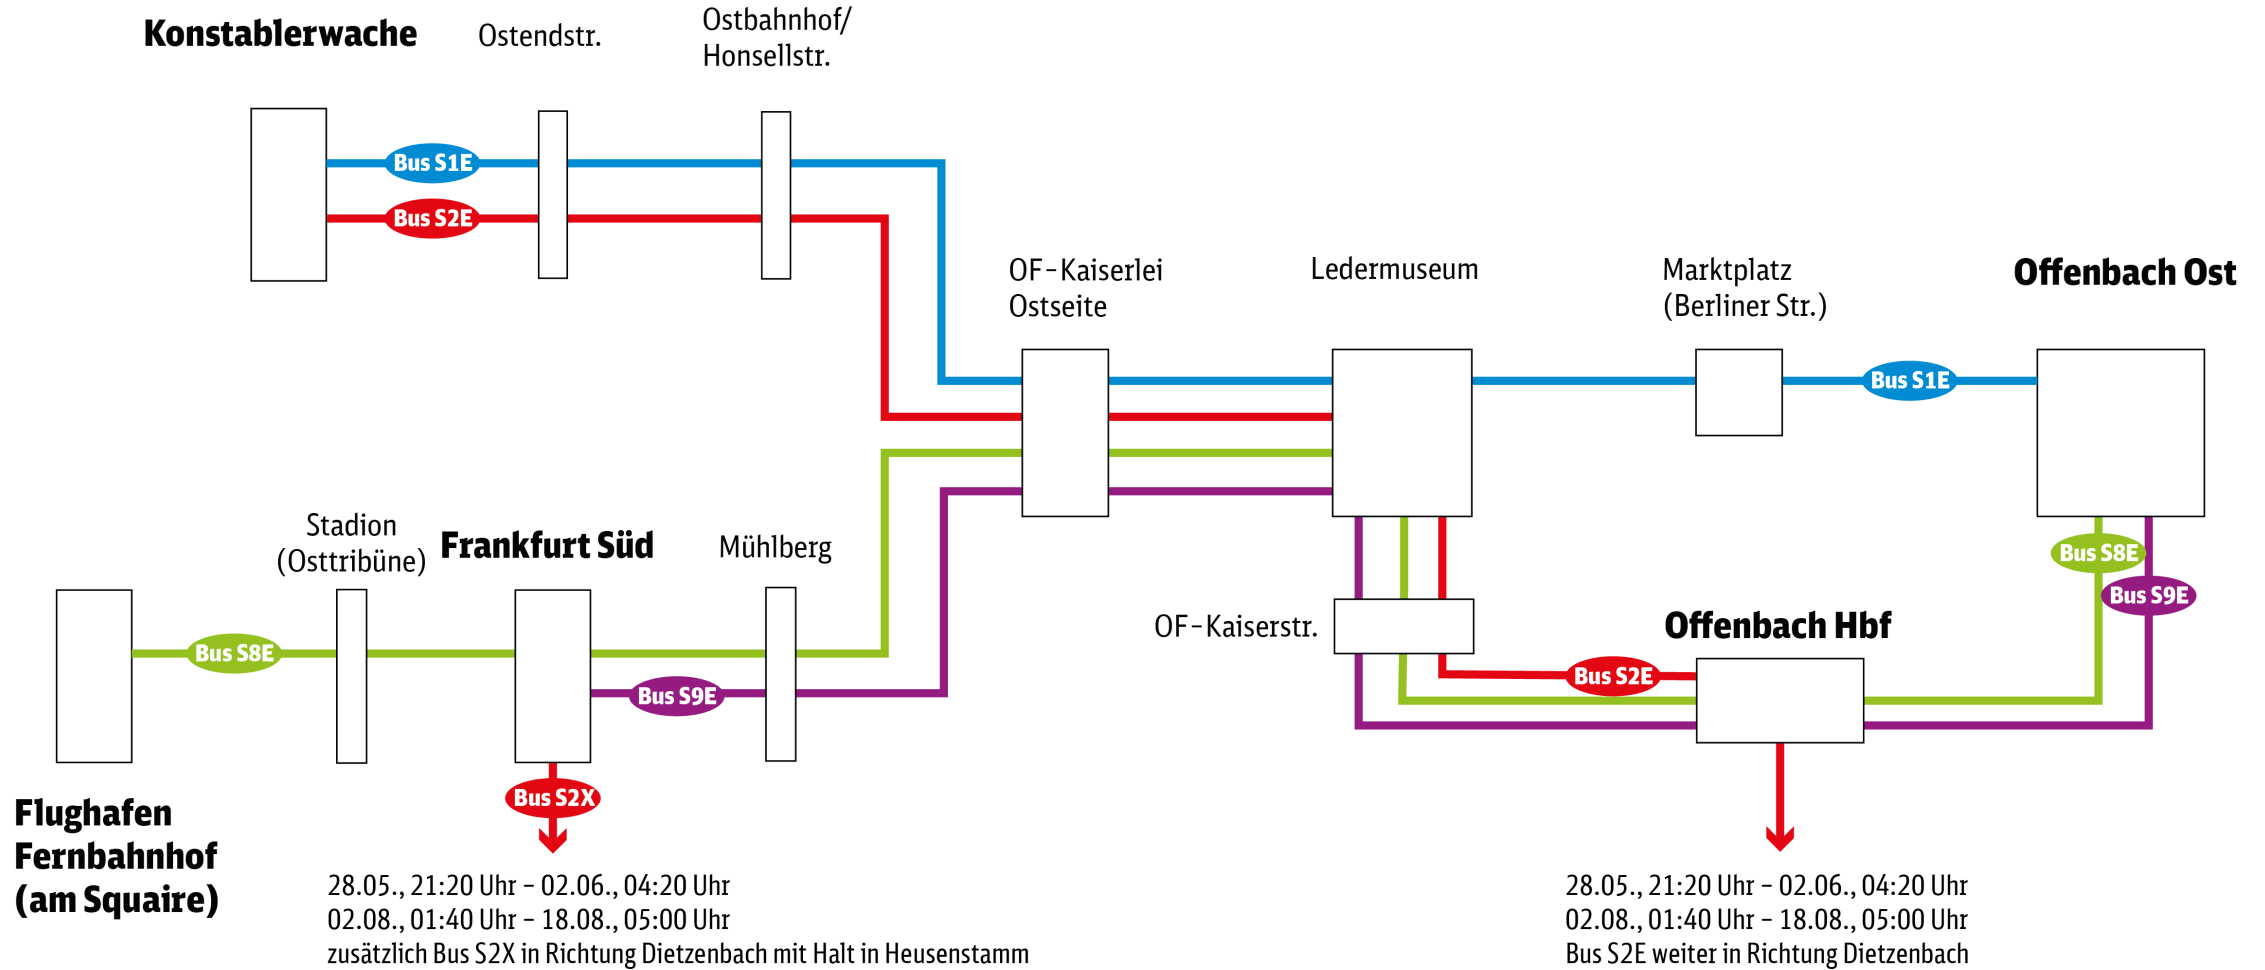 Konstablerwache
Ostendstr.
Ostbahnhof/
Honsellstr.
Bus S1E
Bus S2E
OF-Kaiserlei
Ostseite
Ledermuseum
Marktplatz
(Berliner Str.)
Offenbach Ost
Bus S1E
Stadion
(Osttribüne)
Frankfurt Süd
Mühlberg
Bus S8E
Bus S9E
Bus S8E
Bus S9E
OF-Kaiserstr.
Offenbach Hbf
Bus S2E
Bus S2X
Flughafen
Fernbahnhof
(am Squaire)
28.05., 21:20 Uhr – 02.06., 04:20 Uhr
02.08., 01:40 Uhr – 18.08., 05:00 Uhr
zusätzlich Bus S2X in Richtung Dietzenbach mit Halt in Heusenstamm
28.05., 21:20 Uhr – 02.06., 04:20 Uhr
02.08., 01:40 Uhr – 18.08., 05:00 Uhr
Bus S2E weiter in Richtung Dietzenbach